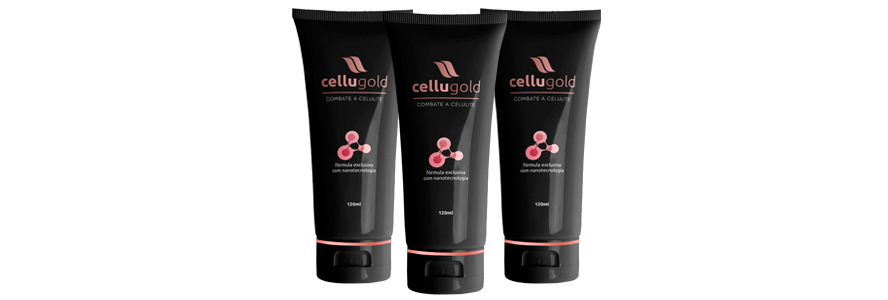 cellugold
COMBATE A CELULITE
fórmula exclusiva
com nanotecnologia
120ml
cellugold
COMBATE A CELULITE
fórmula exclusiva
com nanotecnologia
120ml
cellugold
COMBATE A CELULITE
fórmula exclusiva
com nanotecnologia
120ml